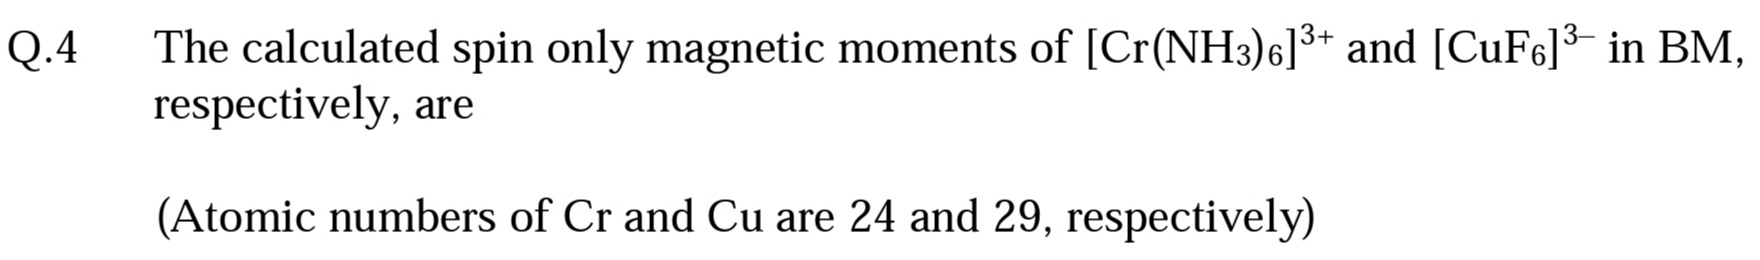 Q.4 The calculated spin only magnetic moments of [Cr(NH₃)₆]³⁺ and [CuF₆]³⁻ in BM,
respectively, are
(Atomic numbers of Cr and Cu are 24 and 29, respectively)